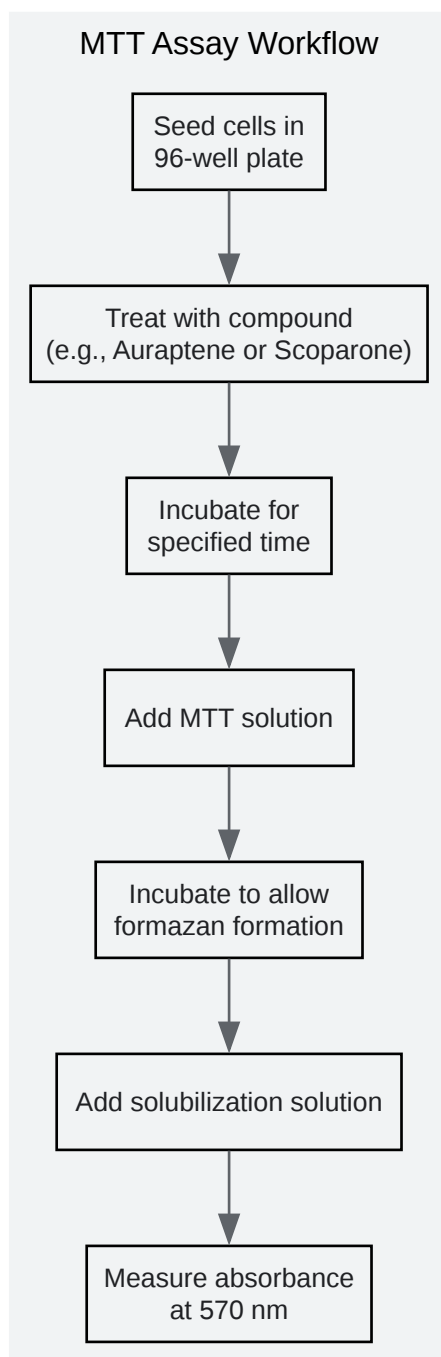 MTT Assay Workflow
Seed cells in
96-well plate
Treat with compound
(e.g., Auraptene or Scoparone)
Incubate for
specified time
Add MTT solution
Incubate to allow
formazan formation
Add solubilization solution
Measure absorbance
at 570 nm